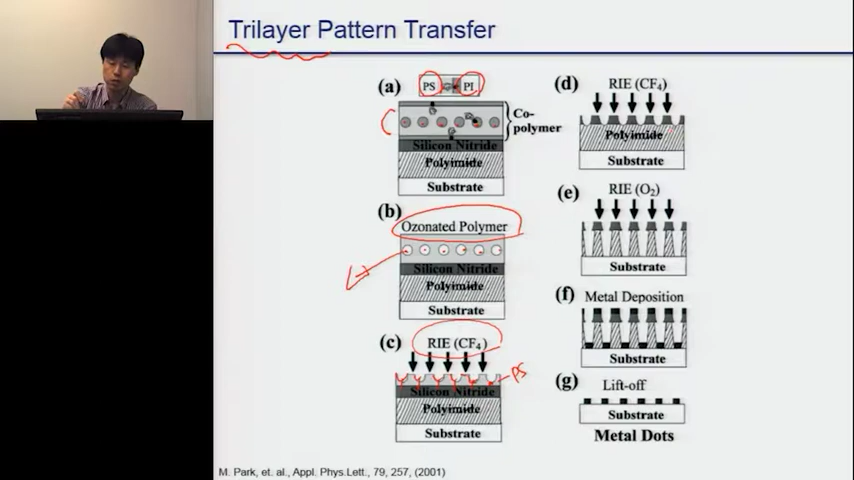 Trilayer Pattern Transfer
(a)
PS
PI
Co-
polymer
Silicon Nitride
Polyimide
Substrate
(b)
Ozonated Polymer
Silicon Nitride
Polyimide
Substrate
(c)
RIE (CF4)
PS
Silicon Nitride
Polyimide
Substrate
(d)
RIE (CF4)
Polyimide
Substrate
(e)
RIE (O2)
Substrate
(f)
Metal Deposition
Substrate
(g)
Lift-off
Substrate
Metal Dots
M. Park, et. al., Appl. Phys.Lett., 79, 257, (2001)